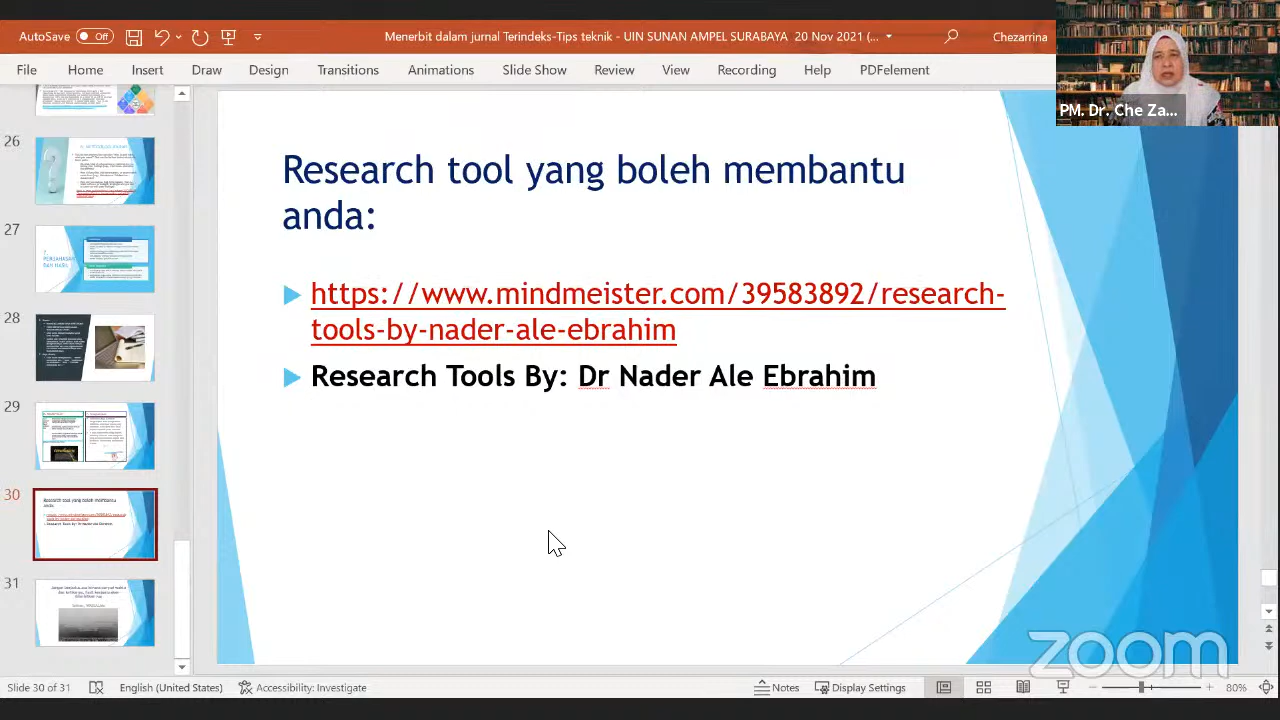 AutoSave Off
Menerbit dalam jurnal Terindeks-Tips teknik - UIN SUNAN AMPEL SURABAYA 20 Nov 2021 (...
Chezarrina
File Home Insert Draw Design Transitions Animations Slide Show Review View Recording Help PDFelement
PM. Dr. Che Za...
26
27
28
29
30
31
Research tool yang boleh membantu
anda:
https://www.mindmeister.com/39583892/research-
tools-by-nader-ale-ebrahim
Research Tools By: Dr Nader Ale Ebrahim
zoom
Slide 30 of 31 English (United States) Accessibility: Investigate Notes Display Settings 80%